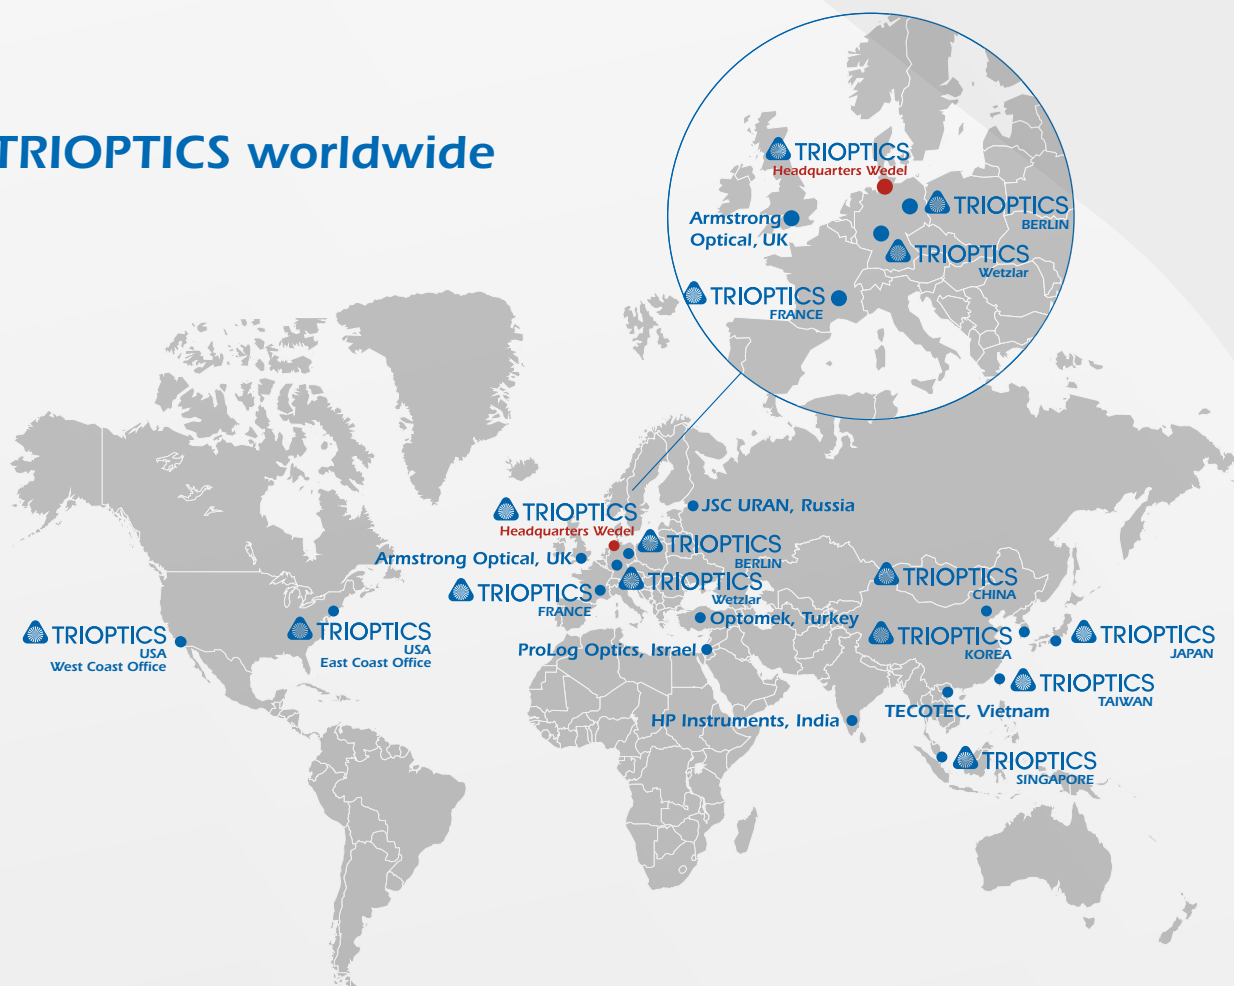 TRIOPTICS worldwide
TRIOPTICS
Headquarters Wedel
Armstrong
Optical, UK
TRIOPTICS
BERLIN
TRIOPTICS
Wetzlar
TRIOPTICS
FRANCE
JSC URAN, Russia
TRIOPTICS
Headquarters Wedel
Armstrong Optical, UK
TRIOPTICS
BERLIN
TRIOPTICS
Wetzlar
TRIOPTICS
FRANCE
TRIOPTICS
CHINA
Optomek, Turkey
TRIOPTICS
USA
West Coast Office
TRIOPTICS
USA
East Coast Office
ProLog Optics, Israel
TRIOPTICS
KOREA
TRIOPTICS
JAPAN
TRIOPTICS
TAIWAN
TECOTEC, Vietnam
HP Instruments, India
TRIOPTICS
SINGAPORE